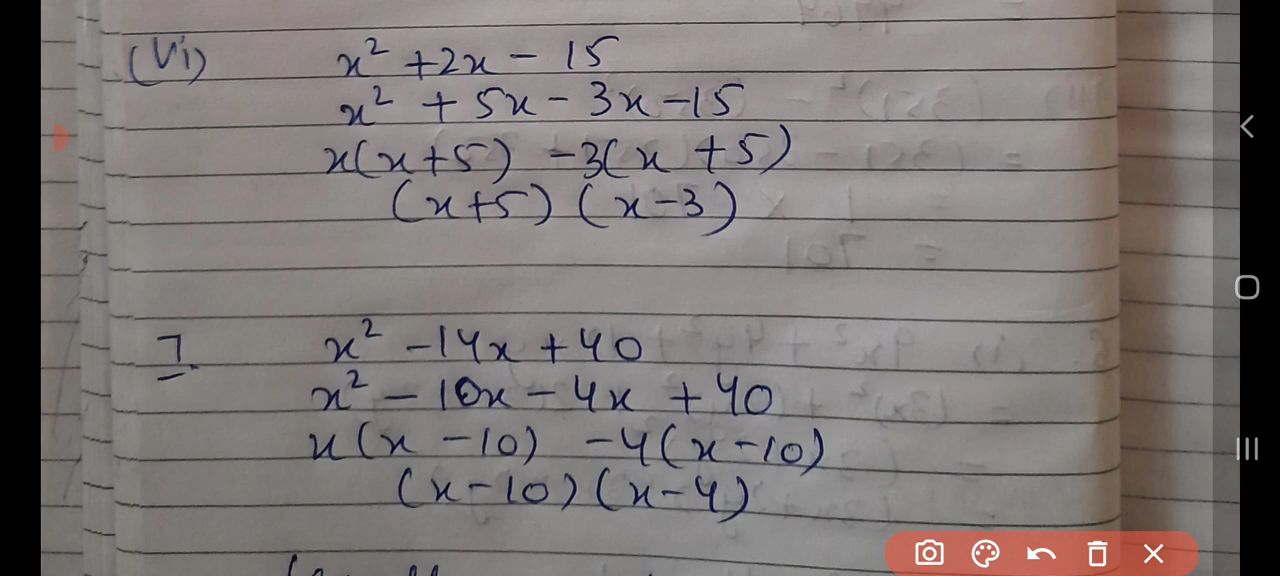 (vi) x² + 2x - 15
x² + 5x - 3x - 15
x(x+5) - 3(x + 5)
(x+5) (x-3)
7. x² - 14x + 40
x² - 10x - 4x + 40
x(x - 10) - 4(x - 10)
(x-10)(x-4)